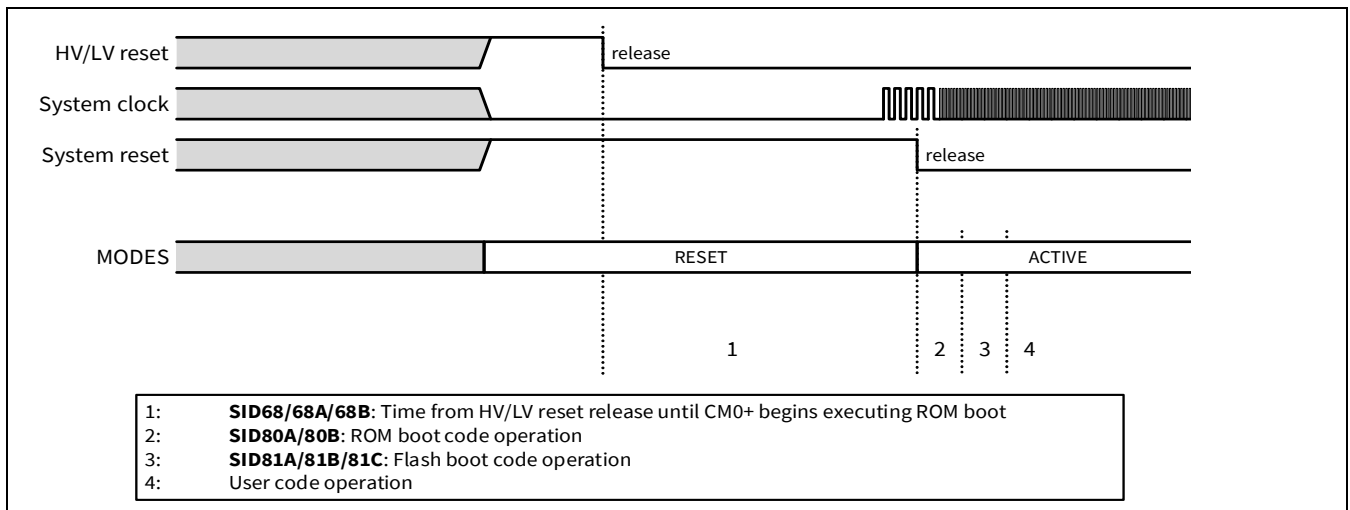 HV/LV reset
release
System clock
System reset
release
MODES
RESET
ACTIVE
1
2
3
4
1: SID68/68A/68B: Time from HV/LV reset release until CM0+ begins executing ROM boot
2: SID80A/80B: ROM boot code operation
3: SID81A/81B/81C: Flash boot code operation
4: User code operation